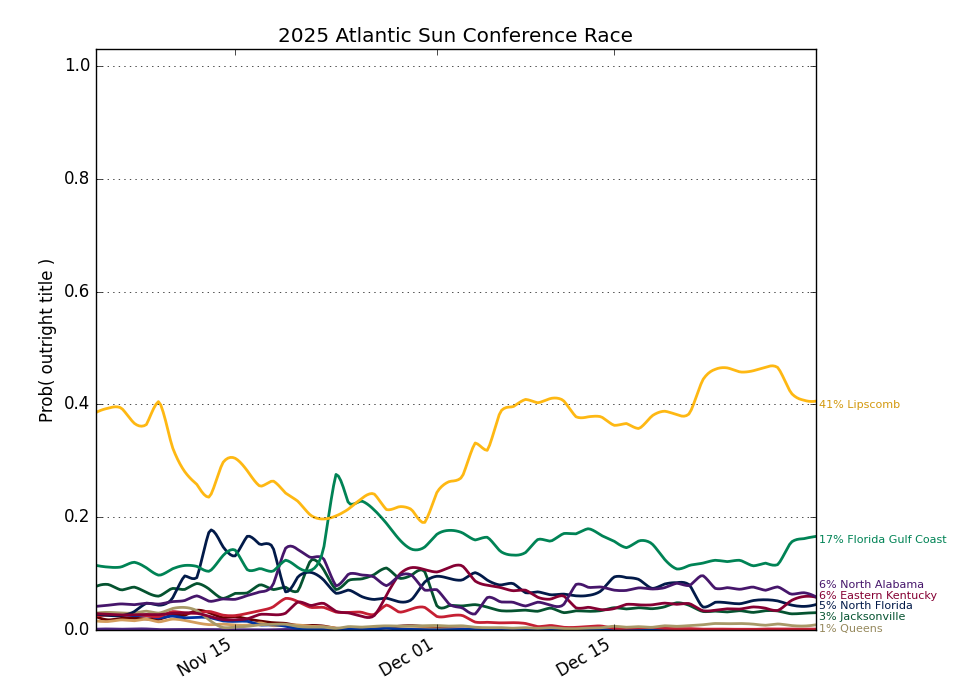 2025 Atlantic Sun Conference Race
Prob( outright title )
1.0
0.8
0.6
0.4
0.2
0.0
Nov 15
Dec 01
Dec 15
41% Lipscomb
17% Florida Gulf Coast
6% North Alabama
6% Eastern Kentucky
5% North Florida
3% Jacksonville
1% Queens